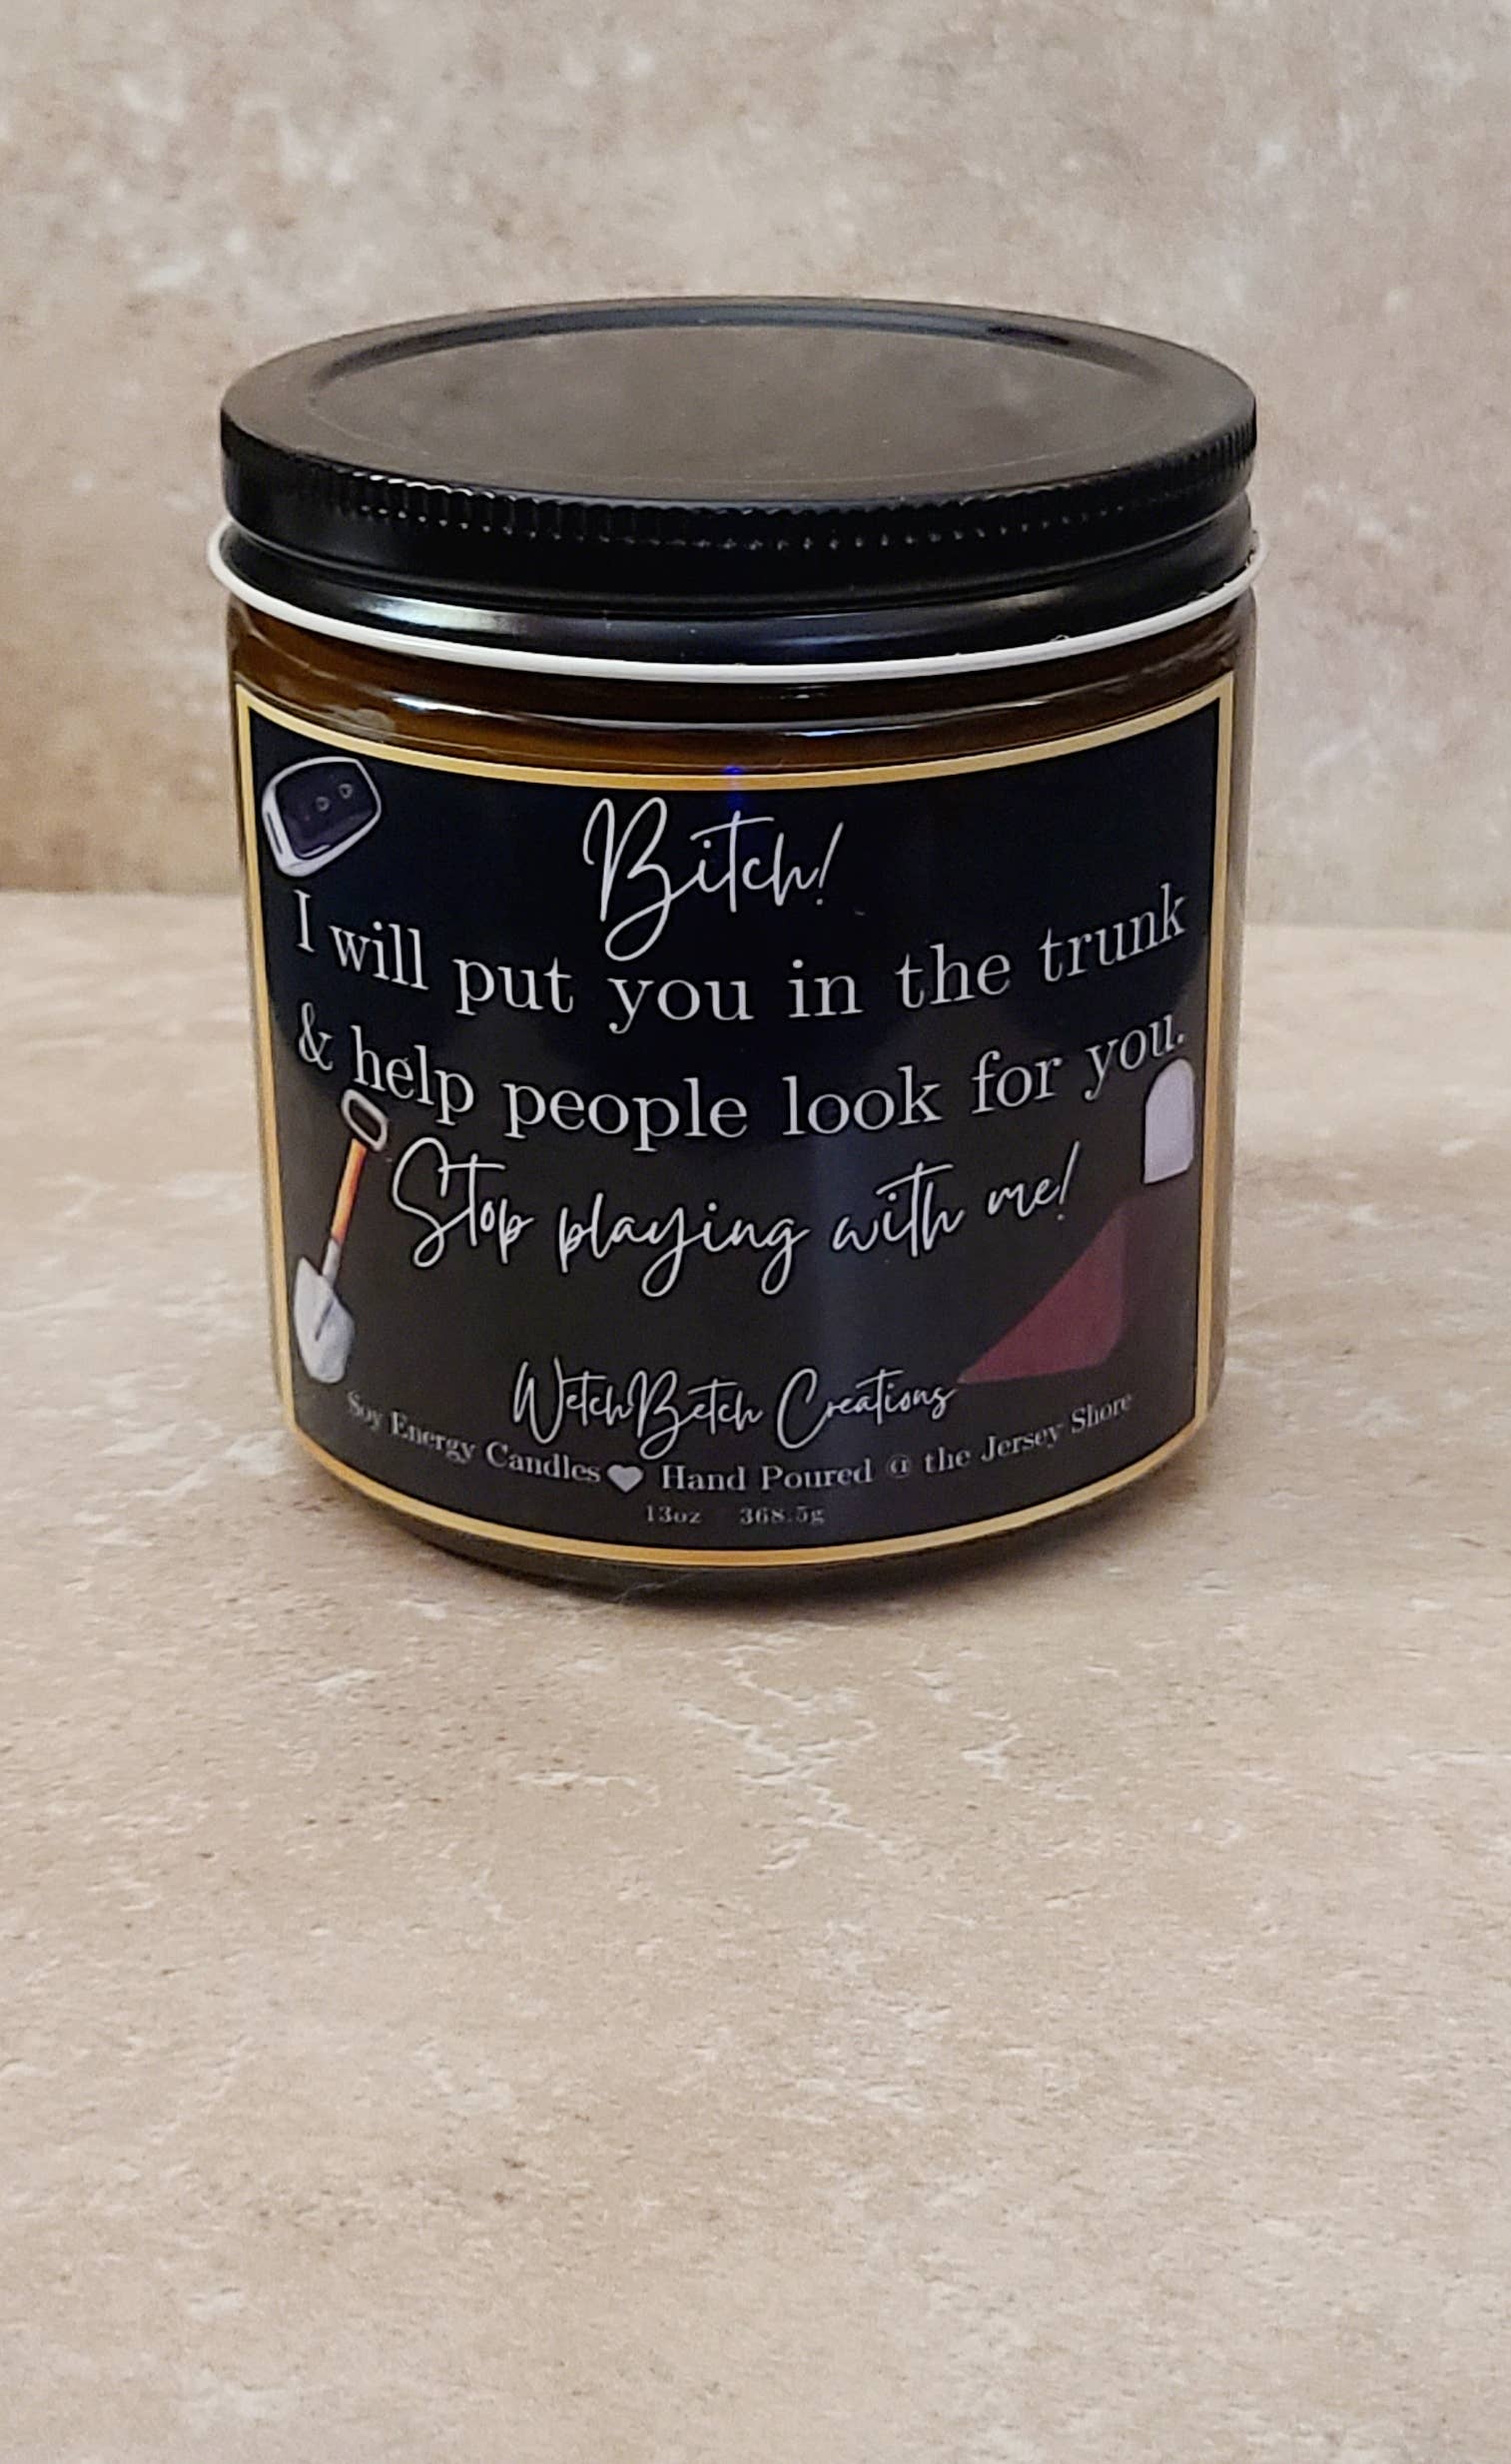 Bitch!
I will put you in the trunk
& help people look for you.
Stop playing with me!
WetchBetch Creations
Soy Energy Candles ♥ Hand Poured @ the Jersey Shore
13oz 368.5g